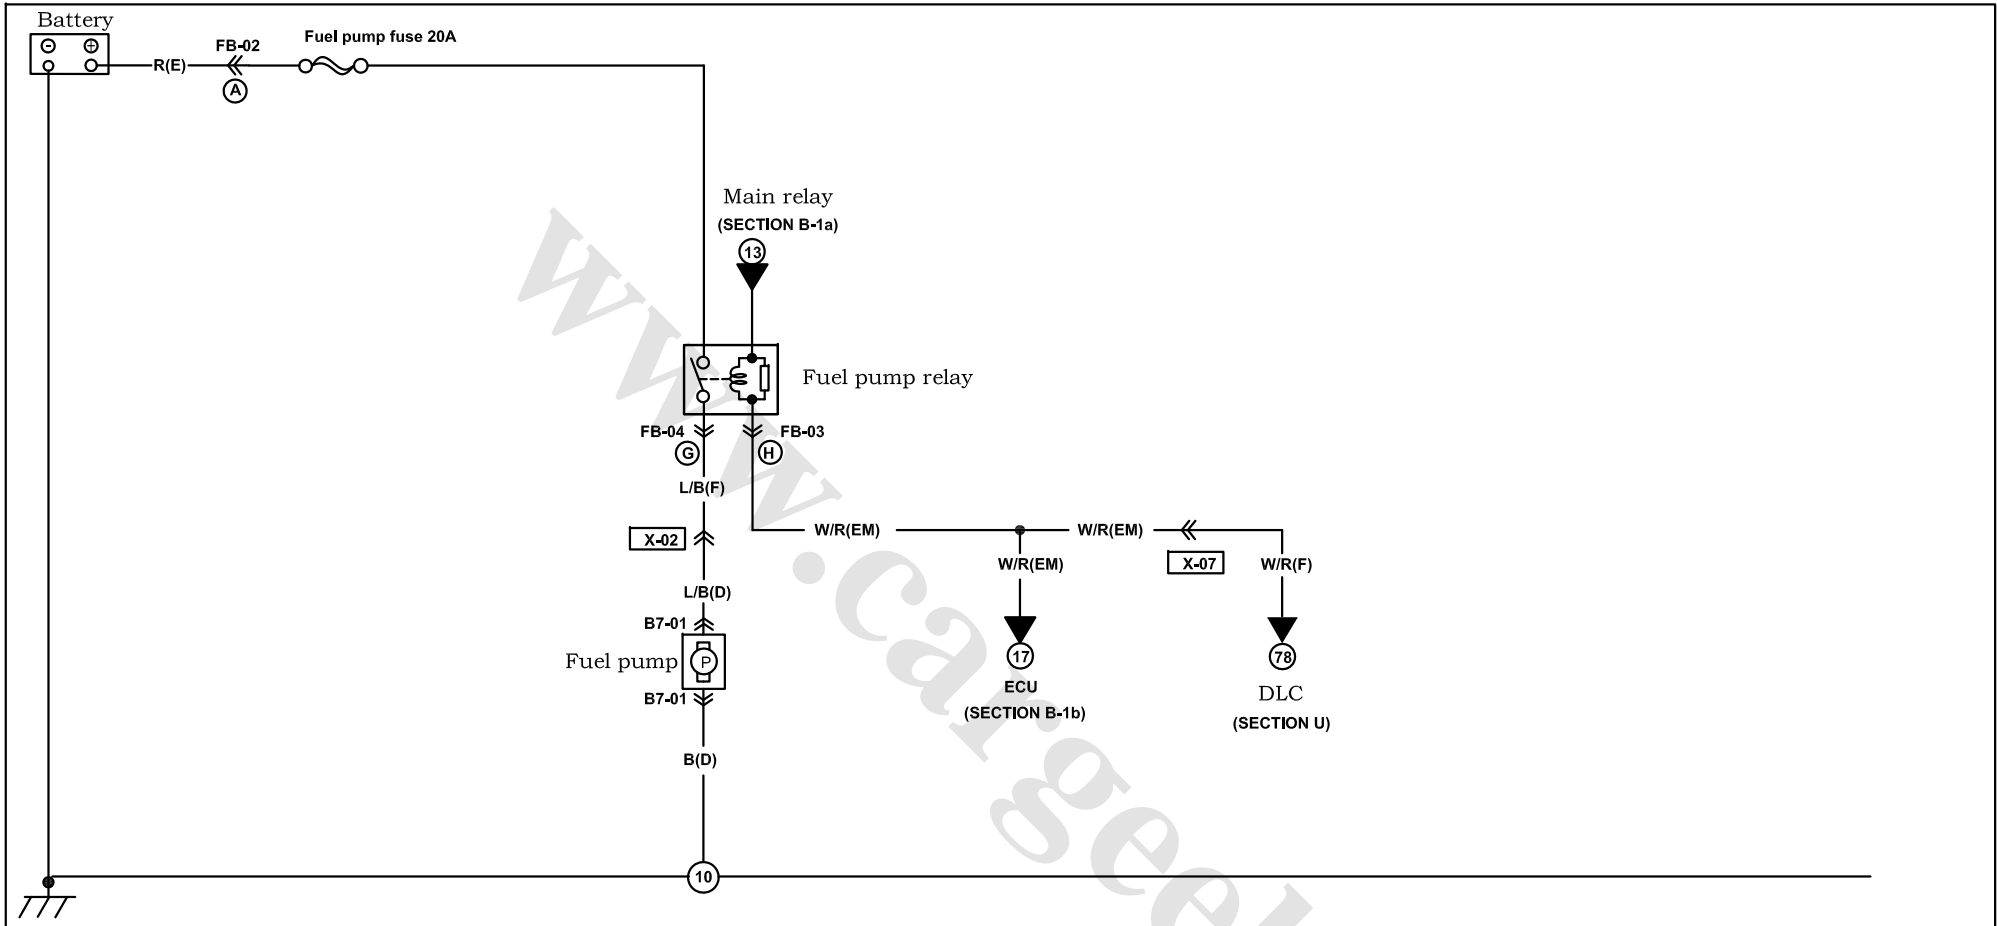 Battery
- +
R(E)
FB-02
A
Fuel pump fuse 20A
Main relay
(SECTION B-1a)
13
Fuel pump relay
FB-04
FB-03
G
H
L/B(F)
X-02
W/R(EM)
W/R(EM)
W/R(EM)
X-07
W/R(F)
L/B(D)
B7-01
Fuel pump
P
B7-01
17
ECU
(SECTION B-1b)
78
DLC
(SECTION U)
B(D)
10
www.cargeek